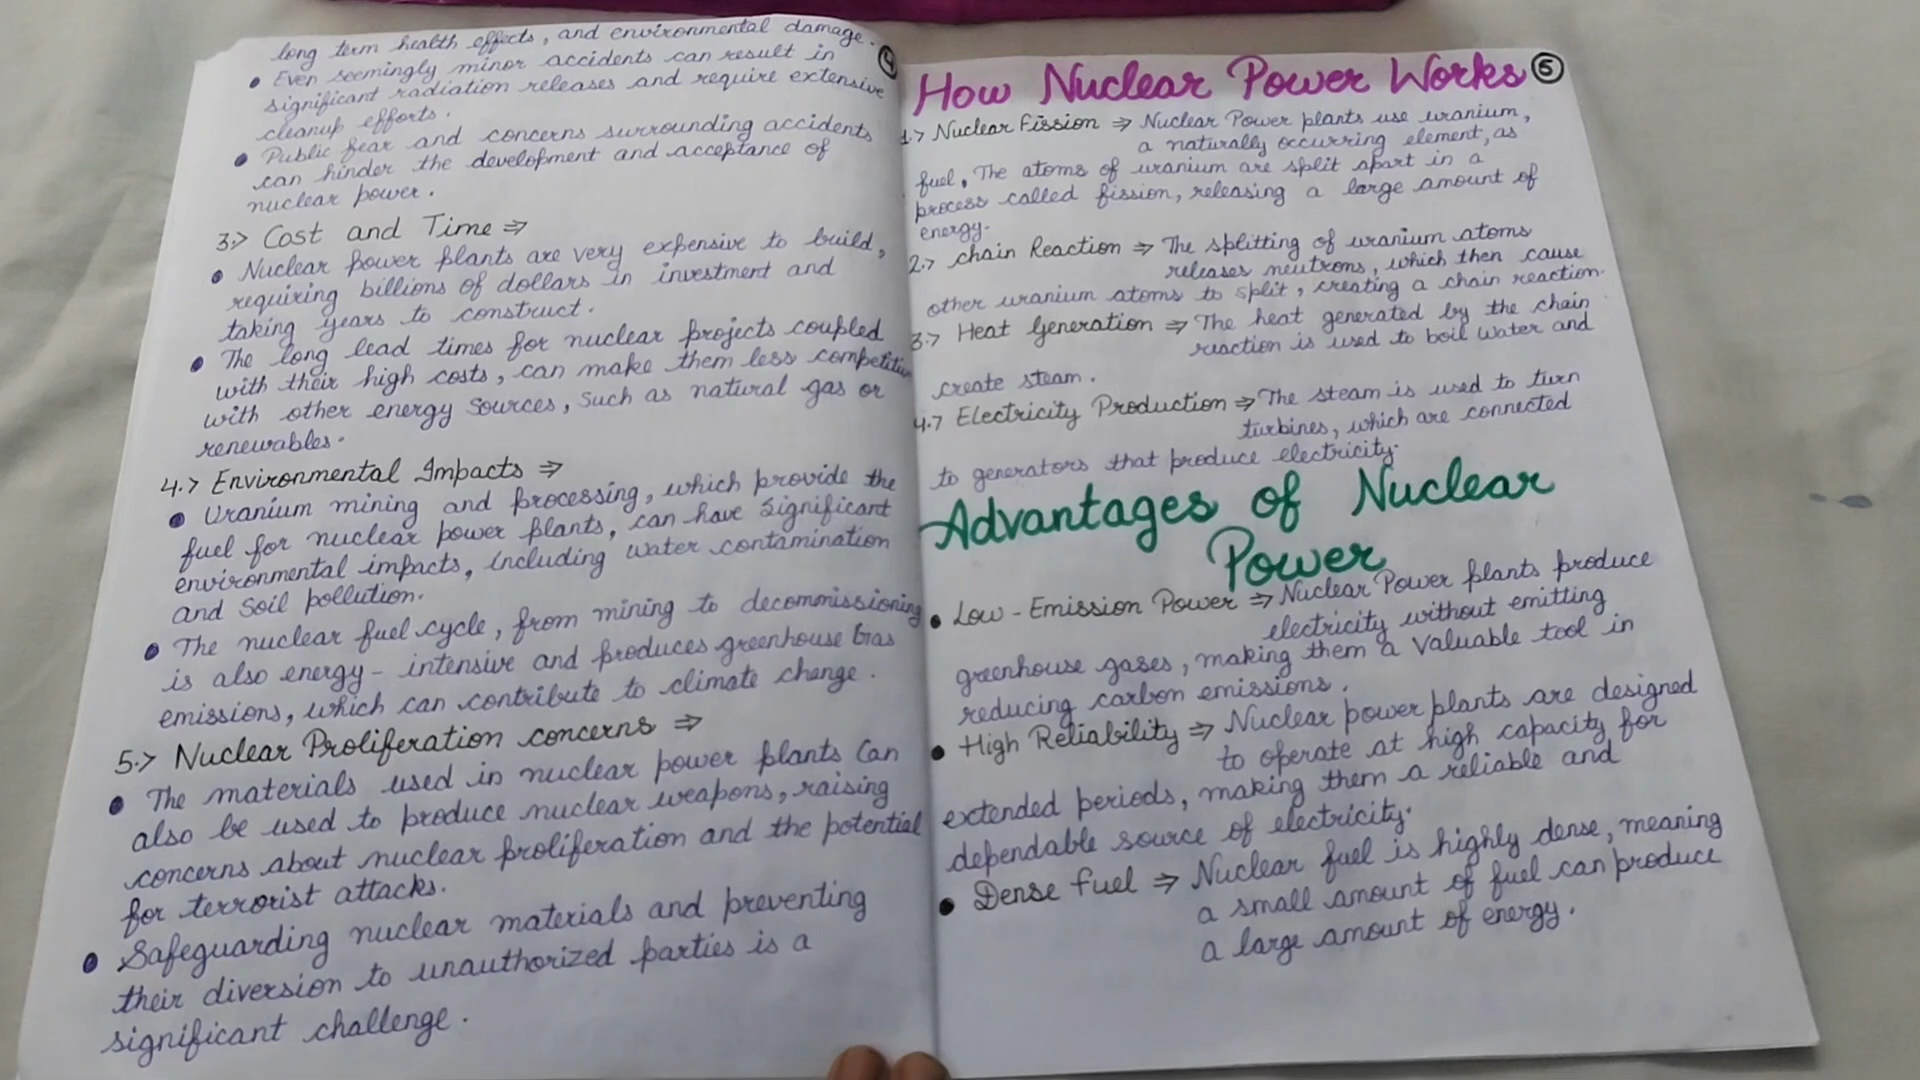 long term health effects, and environmental damage.
4
• Even seemingly minor accidents can result in
significant radiation releases and require extensive
cleanup efforts.
• Public fear and concerns surrounding accidents
can hinder the development and acceptance of
nuclear power.
3.> Cost and Time ⇒
• Nuclear power plants are very expensive to build,
requiring billions of dollars in investment and
taking years to construct.
• The long lead times for nuclear projects coupled
with their high costs, can make them less competitive
with other energy sources, such as natural gas or
renewables.
4.> Environmental Impacts ⇒
• Uranium mining and processing, which provide the
fuel for nuclear power plants, can have significant
environmental impacts, including water contamination
and soil pollution.
• The nuclear fuel cycle, from mining to decommissioning
is also energy-intensive and produces greenhouse Gas
emissions, which can contribute to climate change.
5.> Nuclear Proliferation concerns ⇒
• The materials used in nuclear power plants can
also be used to produce nuclear weapons, raising
concerns about nuclear proliferation and the potential
for terrorist attacks.
• Safeguarding nuclear materials and preventing
their diversion to unauthorized parties is a
significant challenge.
How Nuclear Power Works 5
1.> Nuclear Fission ⇒ Nuclear Power plants use uranium,
a naturally occurring element, as
fuel, The atoms of uranium are split apart in a
process called fission, releasing a large amount of
energy.
2.> chain Reaction ⇒ The splitting of uranium atoms
releases neutrons, which then cause
other uranium atoms to split, creating a chain reaction.
3.> Heat Generation ⇒ The heat generated by the chain
reaction is used to boil water and
create steam.
4.> Electricity Production ⇒ The steam is used to turn
turbines, which are connected
to generators that produce electricity.
Advantages of Nuclear
Power
• Low-Emission Power ⇒ Nuclear Power plants produce
electricity without emitting
greenhouse gases, making them a valuable tool in
reducing carbon emissions.
• High Reliability ⇒ Nuclear power plants are designed
to operate at high capacity for
extended periods, making them a reliable and
dependable source of electricity.
• Dense fuel ⇒ Nuclear fuel is highly dense, meaning
a small amount of fuel can produce
a large amount of energy.